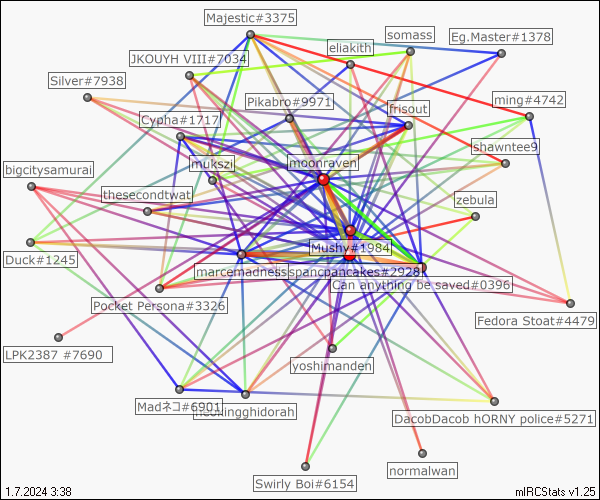 Majestic#3375
somass
Eg.Master#1378
eliakith
JKOUYH VIII#7034
Silver#7938
Pikabro#9971
ming#4742
frisout
Cypha#1717
shawntee9
mukszi
moonraven
bigcitysamurai
thesecondtwat
zebula
Mushy#1984
Duck#1245
marcemadness
spancpancakes#2928
Can anything be saved#0396
Pocket Persona#3326
Fedora Stoat#4479
LPK2387 #7690
yoshimandeh
Madネコ#6901
kingghidorah
DacobDacob hORNY police#5271
normalwan
Swirly Boi#6154
1.7.2024 3:38
mIRCStats v1.25